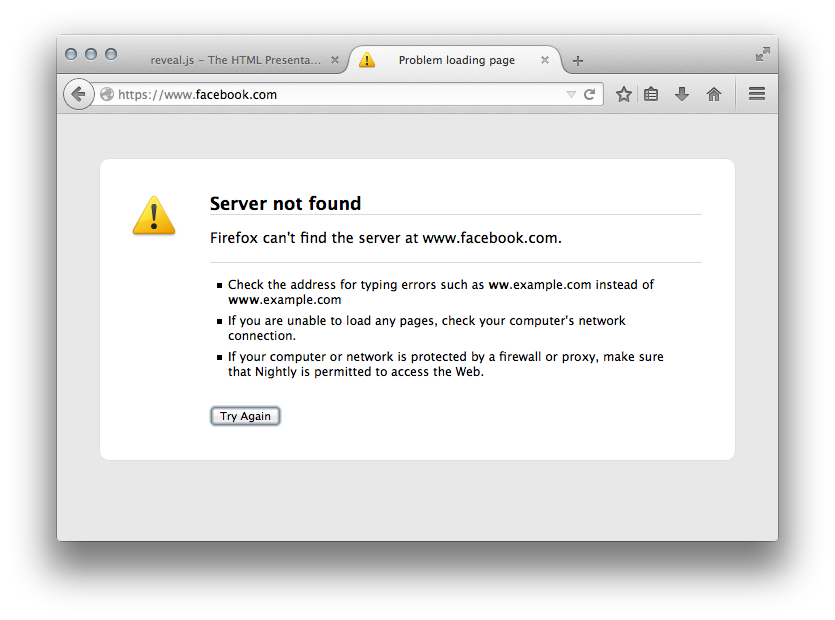 reveal.js – The HTML Presenta...
Problem loading page
https://www.facebook.com
Server not found
Firefox can't find the server at www.facebook.com.
Check the address for typing errors such as ww.example.com instead of
www.example.com
If you are unable to load any pages, check your computer's network
connection.
If your computer or network is protected by a firewall or proxy, make sure
that Nightly is permitted to access the Web.
Try Again